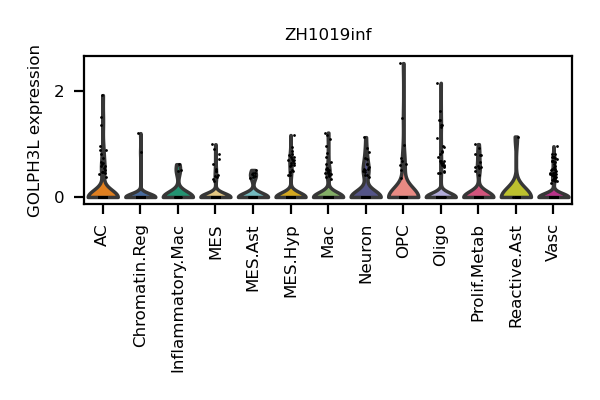 ZH1019inf
GOLPH3L expression
2
0
AC
Chromatin.Reg
Inflammatory.Mac
MES
MES.Ast
MES.Hyp
Mac
Neuron
OPC
Oligo
Prolif.Metab
Reactive.Ast
Vasc